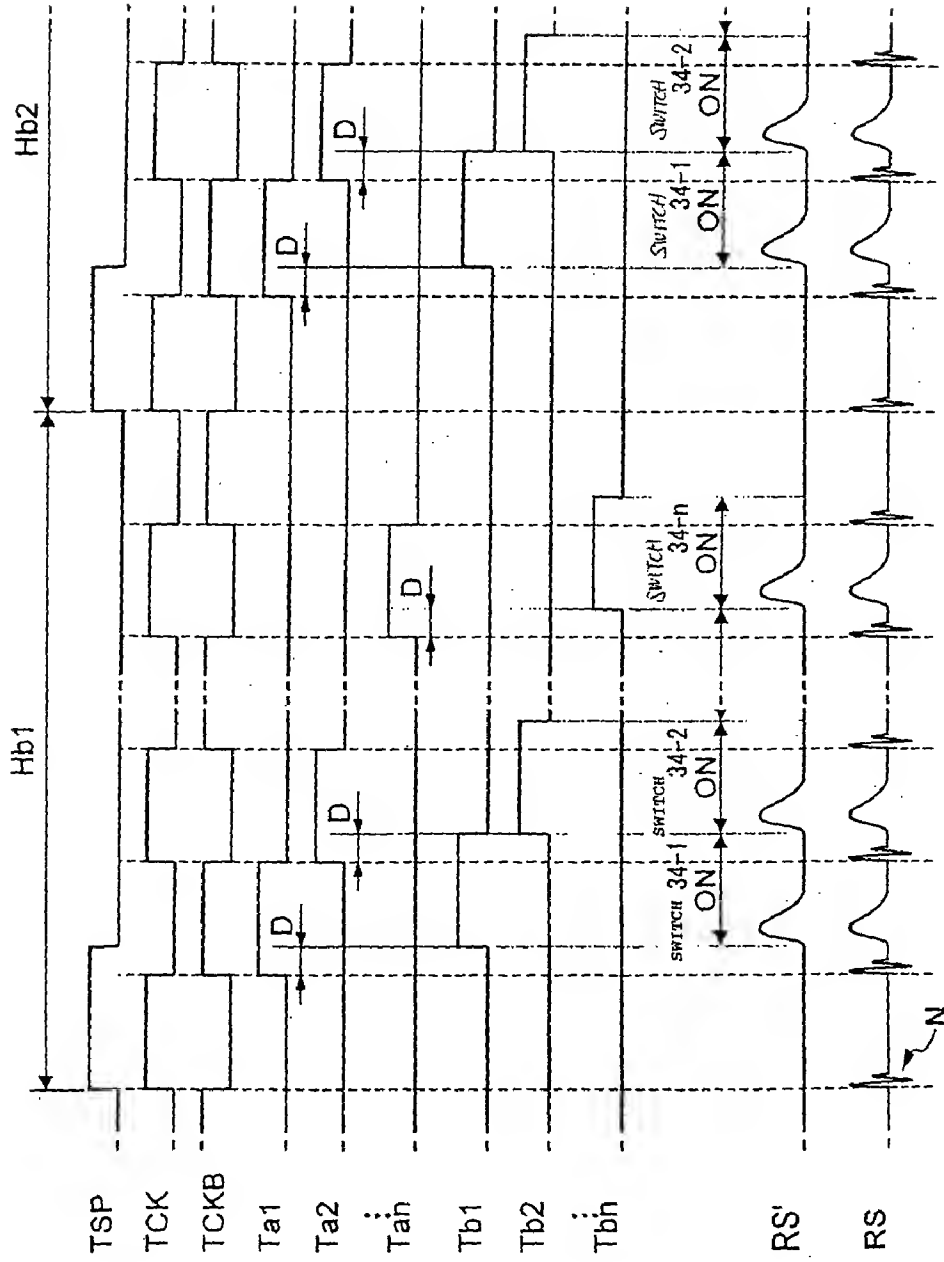 Hb1
Hb2
TSP
TCK
TCKB
Ta1
D
D
Ta2
D
D
⋮
Tan
D
Tb1
Tb2
⋮
Tbn
SWITCH 34-1
ON
SWITCH 34-2
ON
SWITCH 34-n
ON
SWITCH 34-1
ON
SWITCH 34-2
ON
RS'
RS
N